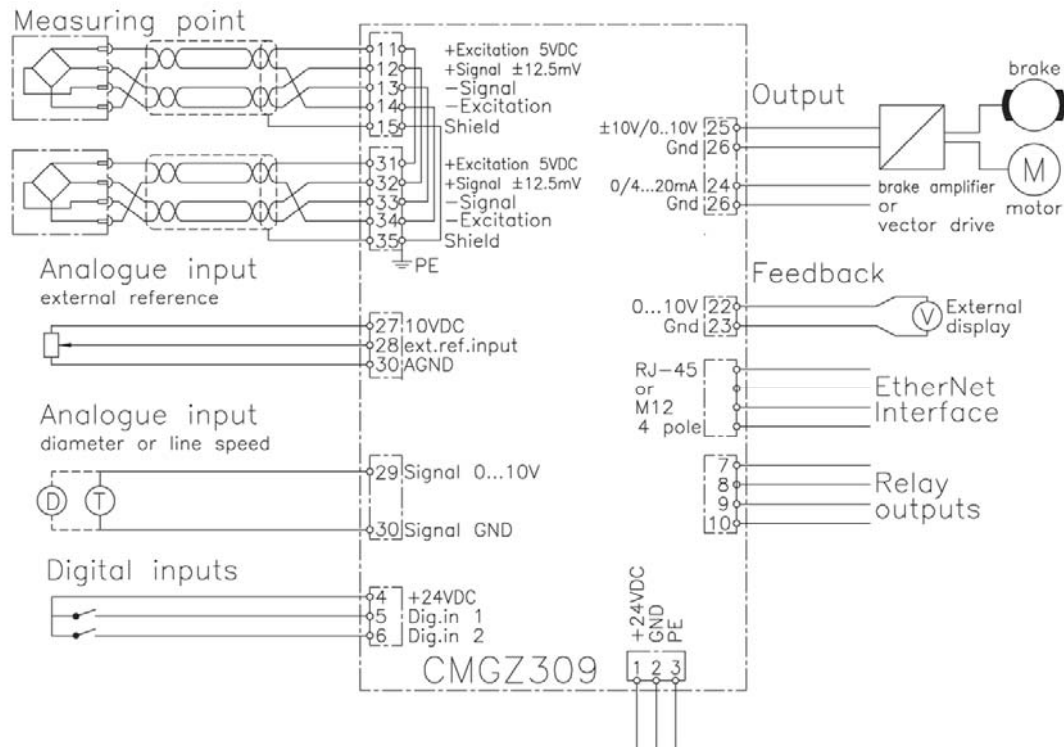 Measuring point
11 +Excitation 5VDC
12 +Signal ±12.5mV
13 -Signal
14 -Excitation
15 Shield
31 +Excitation 5VDC
32 +Signal ±12.5mV
33 -Signal
34 -Excitation
35 Shield
PE
Analogue input
external reference
27 10VDC
28 ext.ref.input
30 AGND
Analogue input
diameter or line speed
D T
29 Signal 0...10V
30 Signal GND
Digital inputs
4 +24VDC
5 Dig.in 1
6 Dig.in 2
CMGZ309
+24VDC
GND
PE
1 2 3
Output
±10V/0..10V 25
Gnd 26
0/4...20mA 24
Gnd 26
brake
M
motor
brake amplifier
or
vector drive
Feedback
0...10V 22
Gnd 23
V
External
display
RJ-45
or
M12
4 pole
EtherNet
Interface
7
8
9
10
Relay
outputs